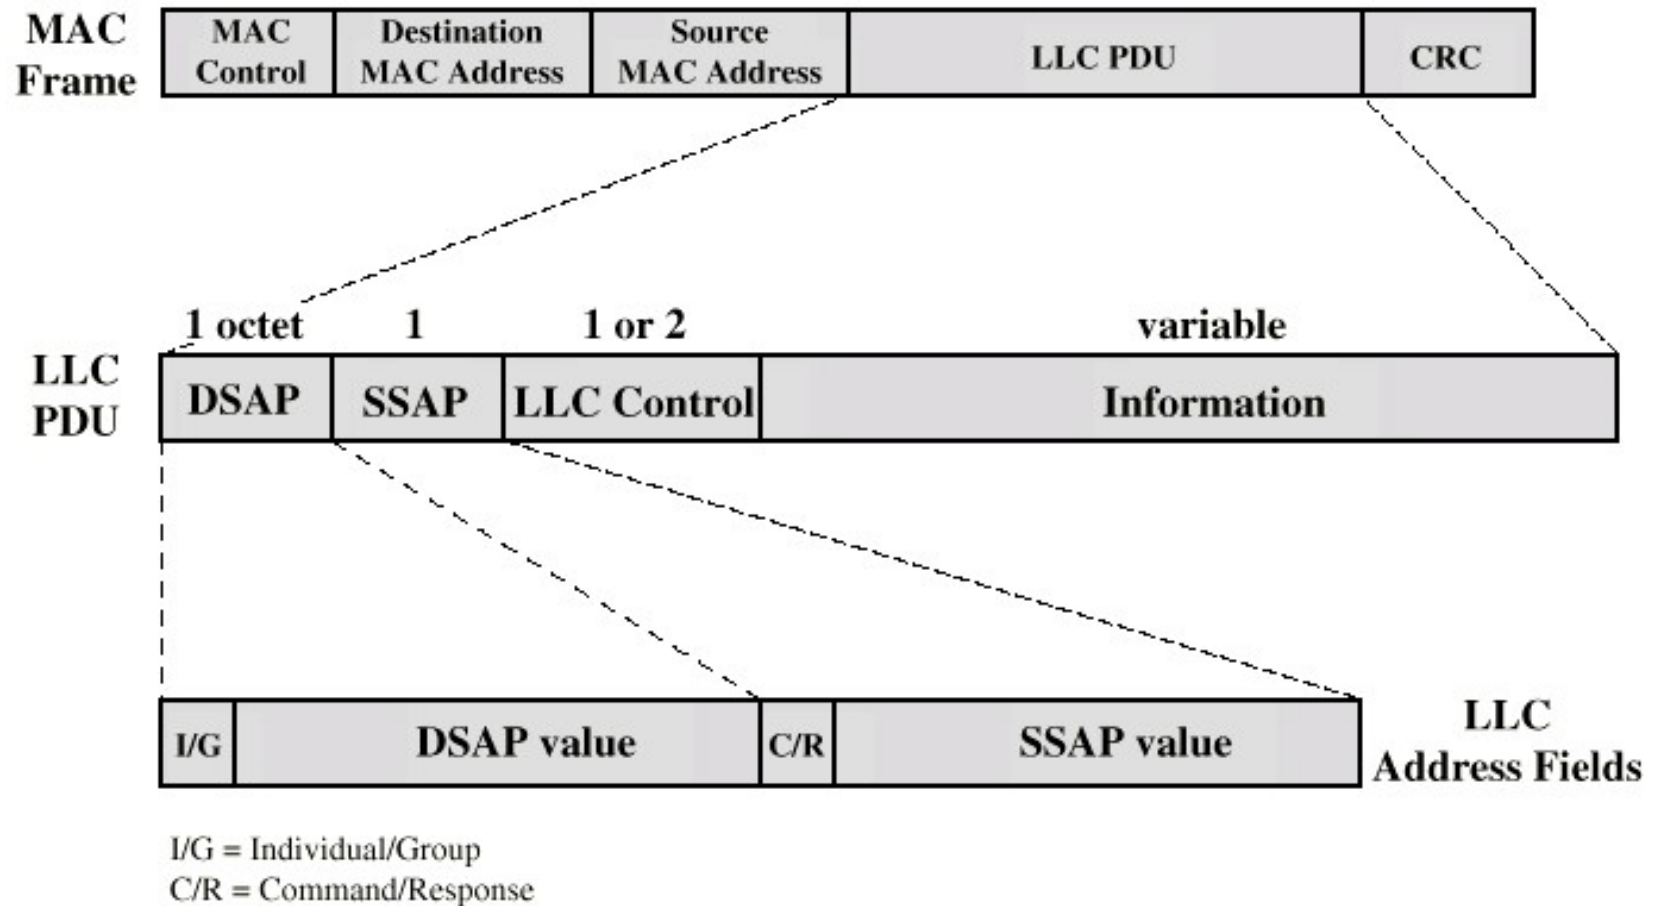 MAC Frame
MAC Control
Destination MAC Address
Source MAC Address
LLC PDU
CRC
1 octet
1
1 or 2
variable
LLC PDU
DSAP
SSAP
LLC Control
Information
I/G
DSAP value
C/R
SSAP value
LLC Address Fields
I/G = Individual/Group
C/R = Command/Response